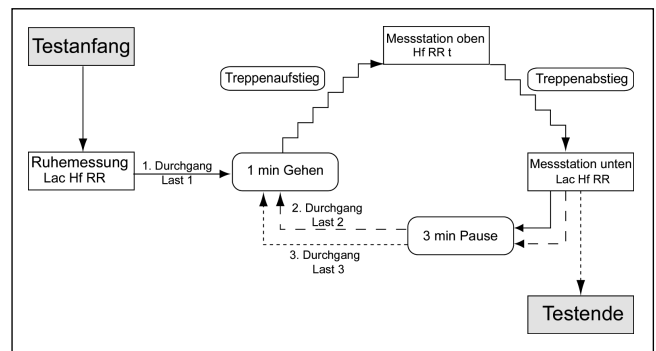 Testanfang
Messstation oben
Hf RR t
Treppenaufstieg
Treppenabstieg
Ruhemessung
Lac Hf RR
1. Durchgang
Last 1
1 min Gehen
Messstation unten
Lac Hf RR
2. Durchgang
Last 2
3 min Pause
3. Durchgang
Last 3
Testende